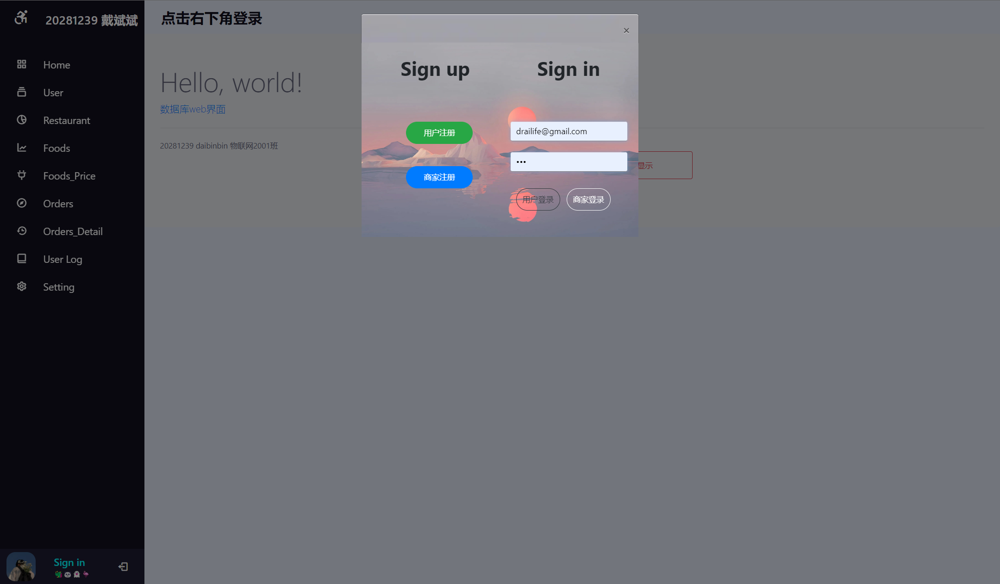 20281239 戴斌斌
Home
User
Restaurant
Foods
Foods_Price
Orders
Orders_Detail
User Log
Setting
Sign in
点击右下角登录
Hello, world!
数据库web界面
20281239 daibinbin 物联网2001班
显示
×
Sign up
用户注册
商家注册
Sign in
drailife@gmail.com
•••
用户登录
商家登录